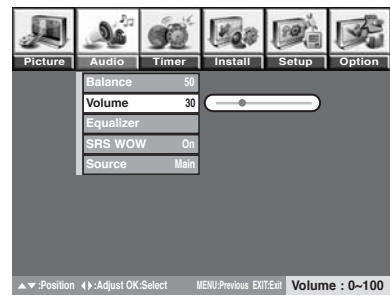 Picture Audio Timer Install Setup Option
Balance 50
Volume 30
Equalizer
SRS WOW On
Source Main
▲▼:Position ◀▶:Adjust OK:Select MENU:Previous EXIT:Exit Volume : 0~100